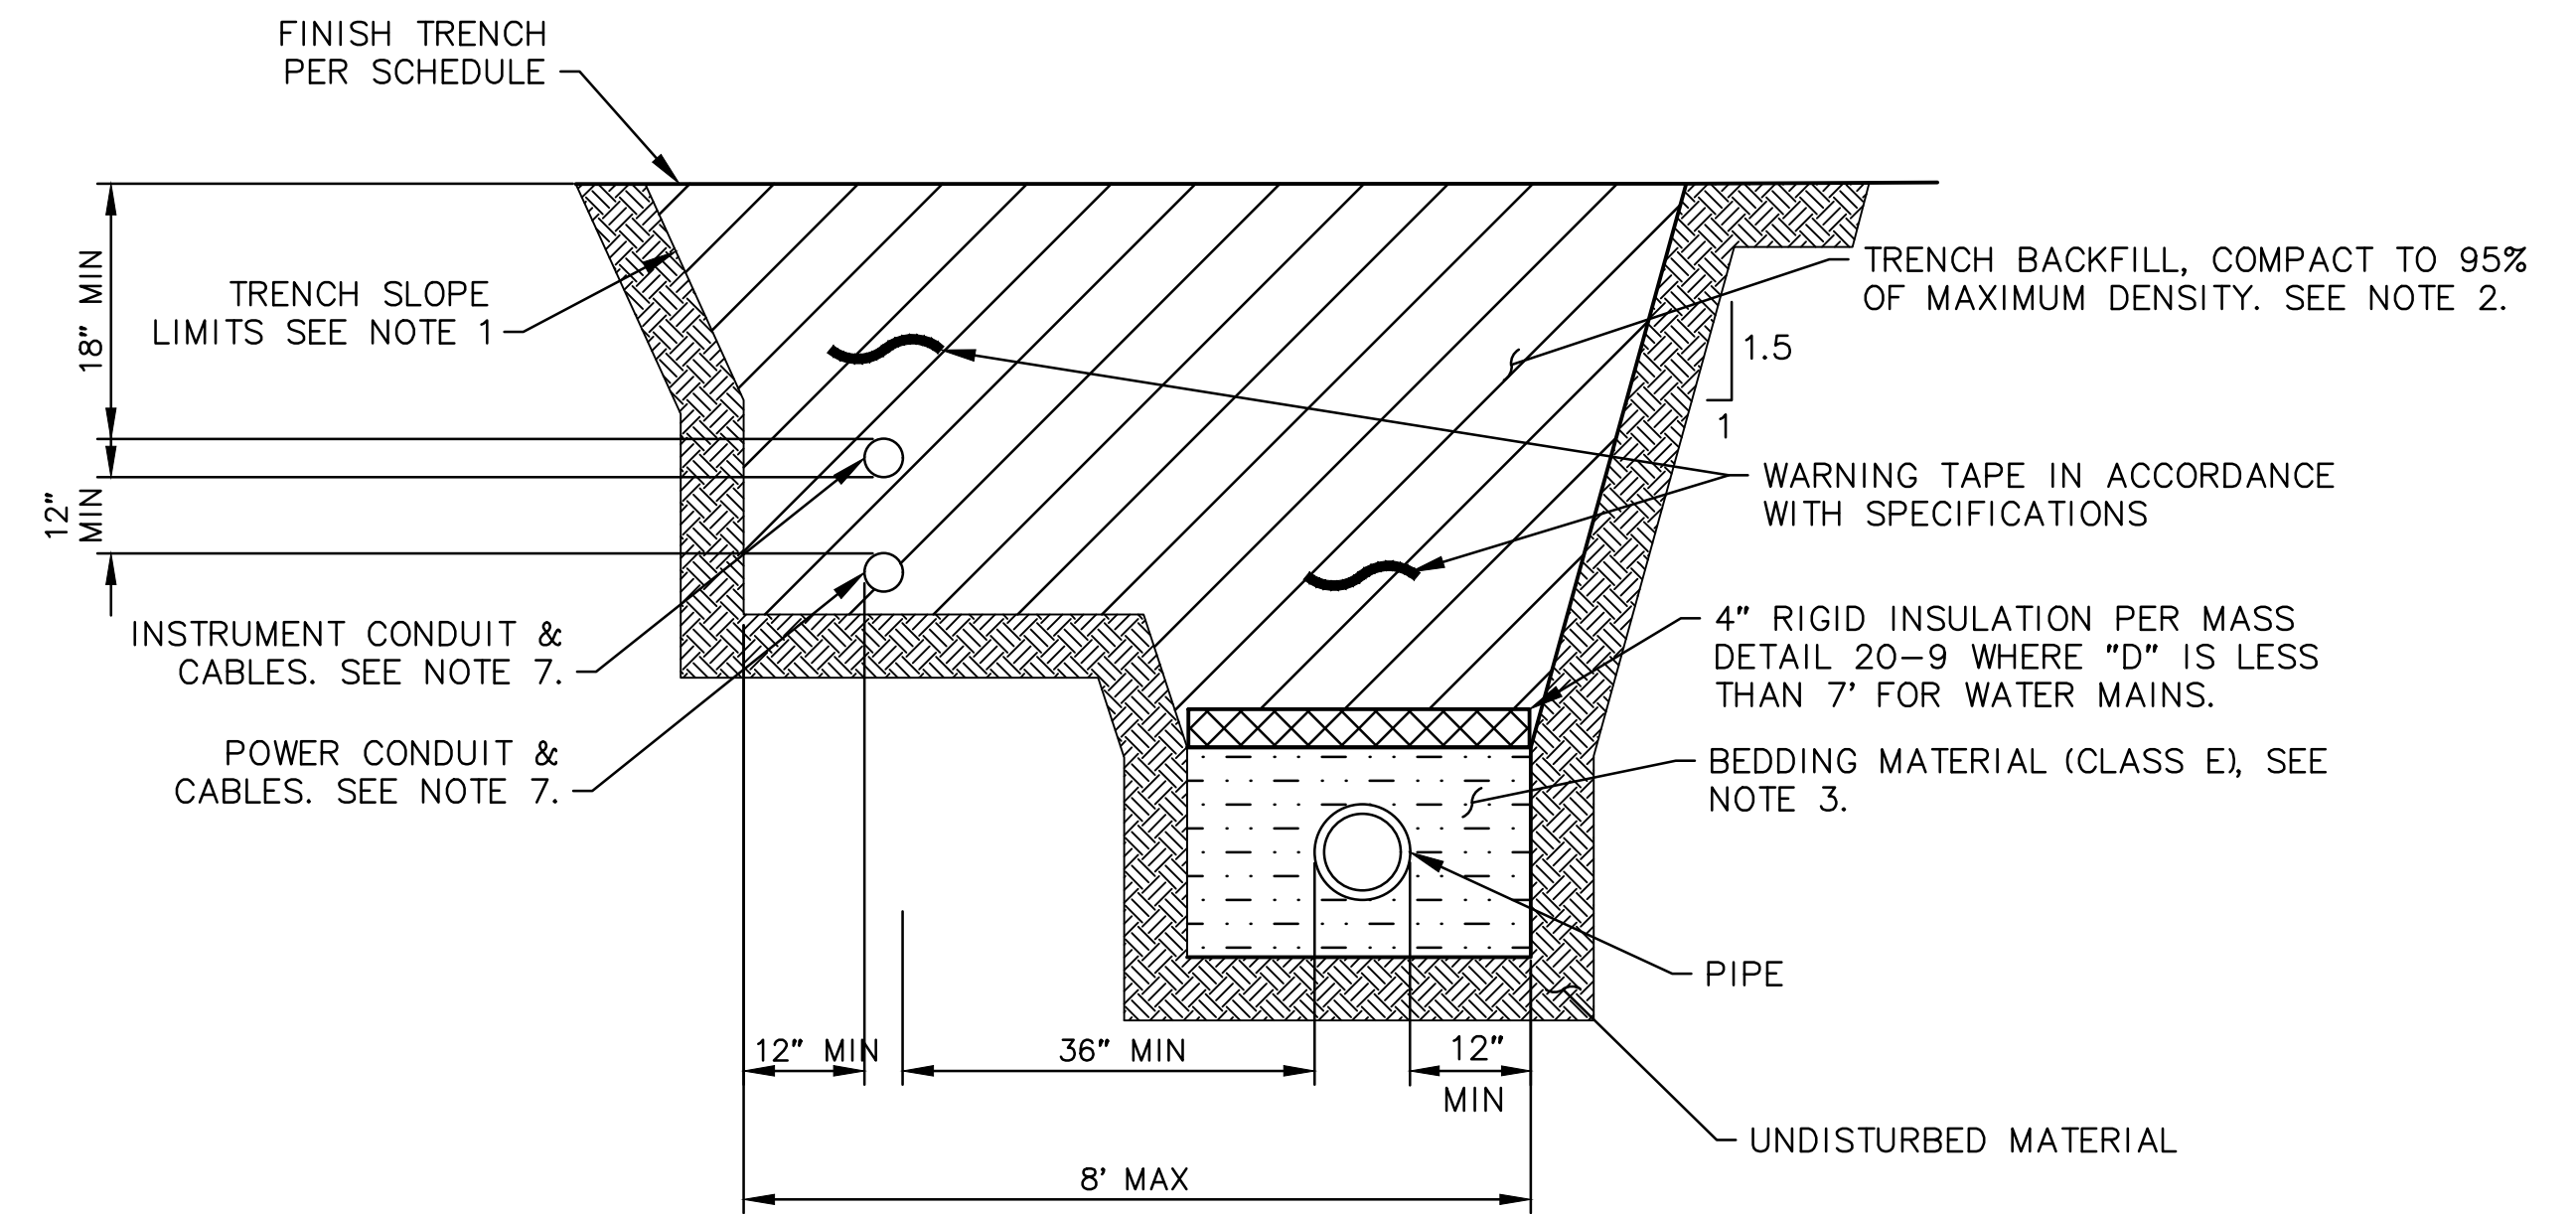 FINISH TRENCH
PER SCHEDULE
18" MIN
TRENCH SLOPE
LIMITS SEE NOTE 1
TRENCH BACKFILL, COMPACT TO 95%
OF MAXIMUM DENSITY. SEE NOTE 2.
1.5
1
WARNING TAPE IN ACCORDANCE
WITH SPECIFICATIONS
12"
MIN
INSTRUMENT CONDUIT &
CABLES. SEE NOTE 7.
4" RIGID INSULATION PER MASS
DETAIL 20-9 WHERE "D" IS LESS
THAN 7' FOR WATER MAINS.
POWER CONDUIT &
CABLES. SEE NOTE 7.
BEDDING MATERIAL (CLASS E), SEE
NOTE 3.
PIPE
12" MIN
36" MIN
12"
MIN
UNDISTURBED MATERIAL
8' MAX